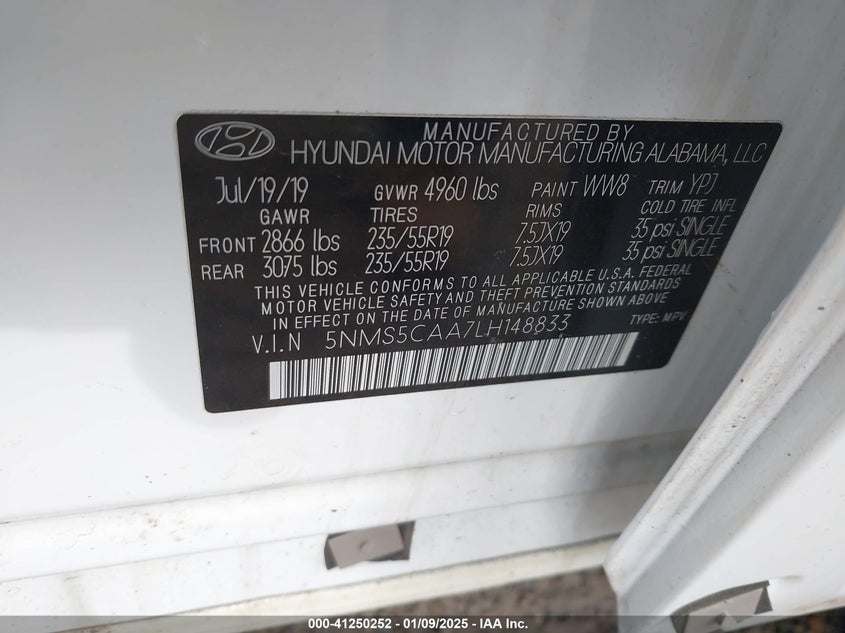 MANUFACTURED BY
HYUNDAI MOTOR MANUFACTURING ALABAMA, LLC
Jul/19/19 GVWR 4960 lbs PAINT WW8 TRIM YPJ
GAWR TIRES RIMS COLD TIRE INFL
FRONT 2866 lbs 235/55R19 7.5JX19 35 psi SINGLE
REAR 3075 lbs 235/55R19 7.5JX19 35 psi SINGLE
THIS VEHICLE CONFORMS TO ALL APPLICABLE U.S.A. FEDERAL
MOTOR VEHICLE SAFETY AND THEFT PREVENTION STANDARDS
IN EFFECT ON THE DATE OF MANUFACTURE SHOWN ABOVE
V.I.N 5NMS5CAA7LH148833 TYPE: MPV
000-41250252 - 01/09/2025 - IAA Inc.